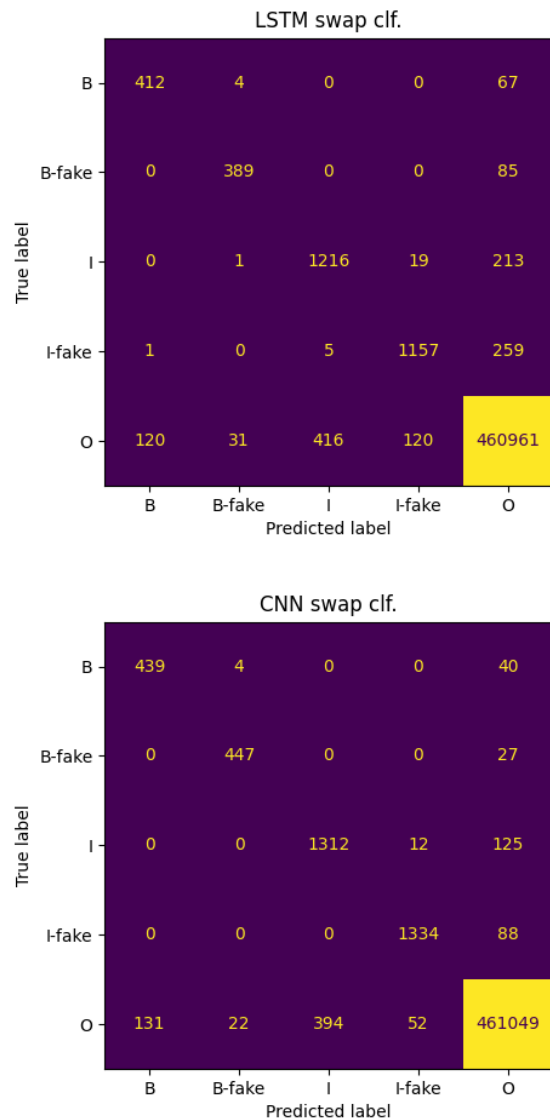 LSTM swap clf.
True label
B 412 4 0 0 67
B-fake 0 389 0 0 85
I 0 1 1216 19 213
I-fake 1 0 5 1157 259
O 120 31 416 120 460961
B B-fake I I-fake O
Predicted label
CNN swap clf.
True label
B 439 4 0 0 40
B-fake 0 447 0 0 27
I 0 0 1312 12 125
I-fake 0 0 0 1334 88
O 131 22 394 52 461049
B B-fake I I-fake O
Predicted label